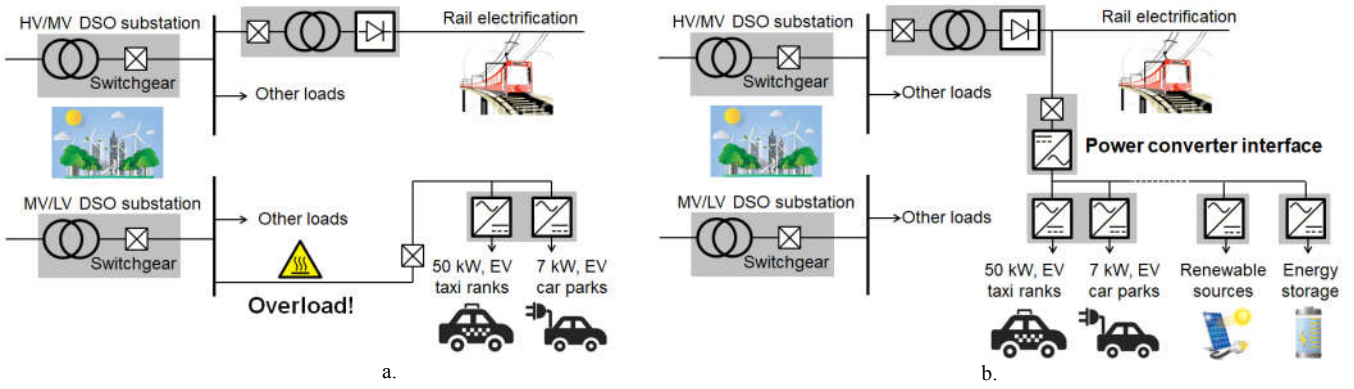 HV/MV DSO substation
Switchgear
Rail electrification
Other loads
MV/LV DSO substation
Switchgear
Other loads
Overload!
50 kW, EV
taxi ranks
7 kW, EV
car parks
a.
HV/MV DSO substation
Switchgear
Rail electrification
Other loads
Power converter interface
MV/LV DSO substation
Switchgear
Other loads
50 kW, EV
taxi ranks
7 kW, EV
car parks
Renewable
sources
Energy
storage
b.